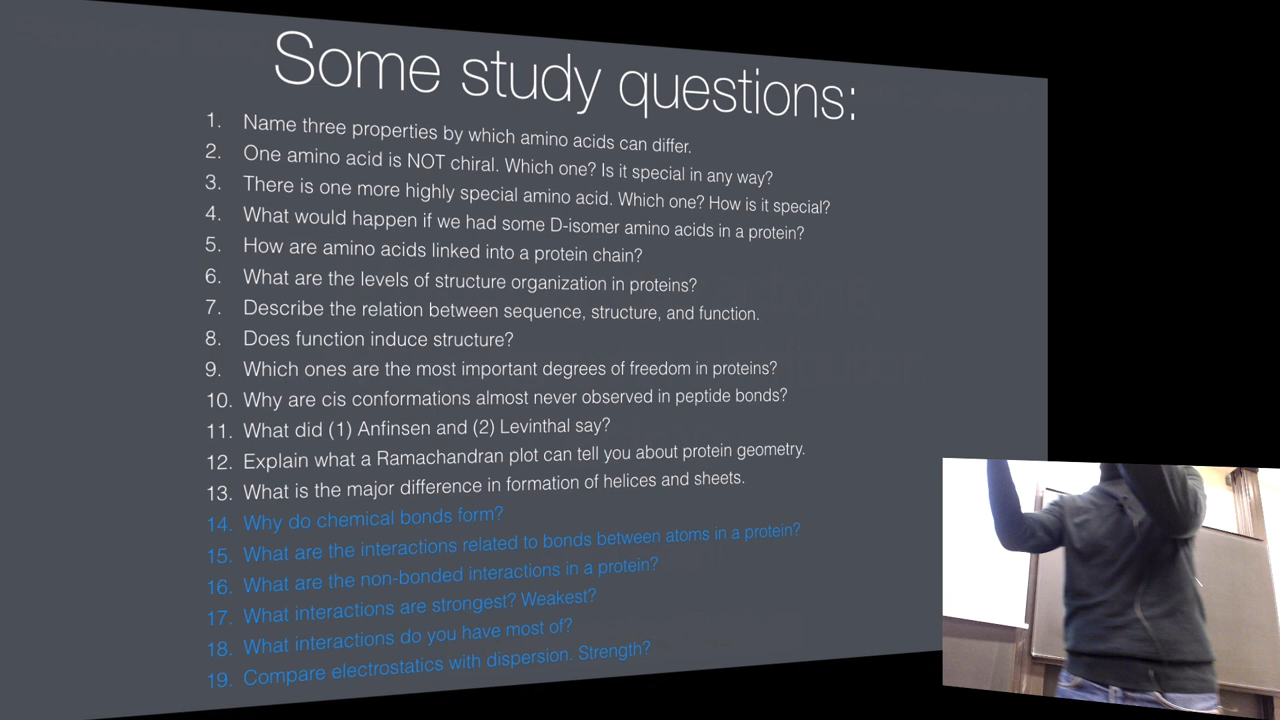 Some study questions:
1. Name three properties by which amino acids can differ.
2. One amino acid is NOT chiral. Which one? Is it special in any way?
3. There is one more highly special amino acid. Which one? How is it special?
4. What would happen if we had some D-isomer amino acids in a protein?
5. How are amino acids linked into a protein chain?
6. What are the levels of structure organization in proteins?
7. Describe the relation between sequence, structure, and function.
8. Does function induce structure?
9. Which ones are the most important degrees of freedom in proteins?
10. Why are cis conformations almost never observed in peptide bonds?
11. What did (1) Anfinsen and (2) Levinthal say?
12. Explain what a Ramachandran plot can tell you about protein geometry.
13. What is the major difference in formation of helices and sheets.
14. Why do chemical bonds form?
15. What are the interactions related to bonds between atoms in a protein?
16. What are the non-bonded interactions in a protein?
17. What interactions are strongest? Weakest?
18. What interactions do you have most of?
19. Compare electrostatics with dispersion. Strength?